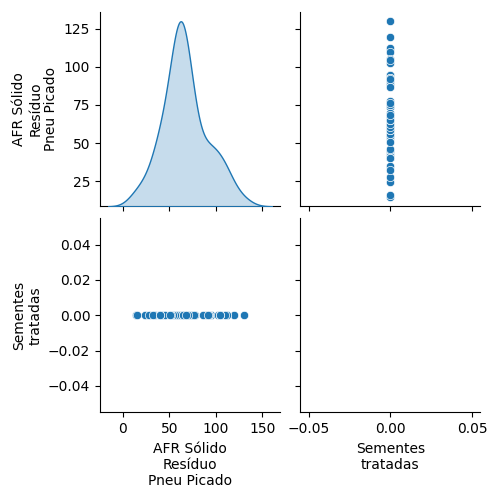 125
100
75
50
25
AFR Sólido
Resíduo
Pneu Picado
0.04
0.02
0.00
−0.02
−0.04
Sementes
tratadas
0
50
100
150
AFR Sólido
Resíduo
Pneu Picado
−0.05
0.00
0.05
Sementes
tratadas